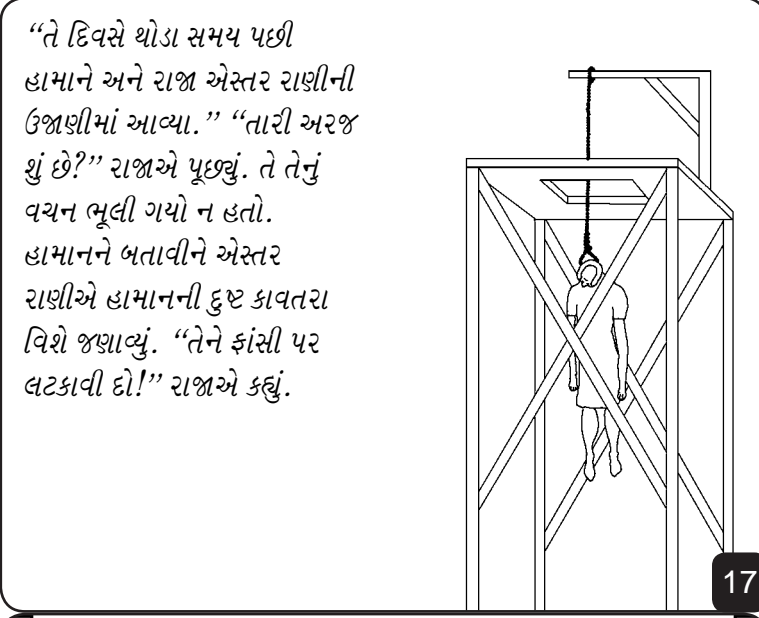 “તે દિવસે થોડા સમય પછી
હામાને અને રાજા એસ્તર રાણીની
ઉજાણીમાં આવ્યા.” “તારી અરજ
શું છે?” રાજાએ પૂછ્યું. તે તેનું
વચન ભૂલી ગયો ન હતો.
હામાનને બતાવીને એસ્તર
રાણીએ હામાનની દુષ્ટ કાવતરા
વિશે જણાવ્યું. “તેને ફાંસી પર
લટકાવી દો!” રાજાએ કહ્યું.
17